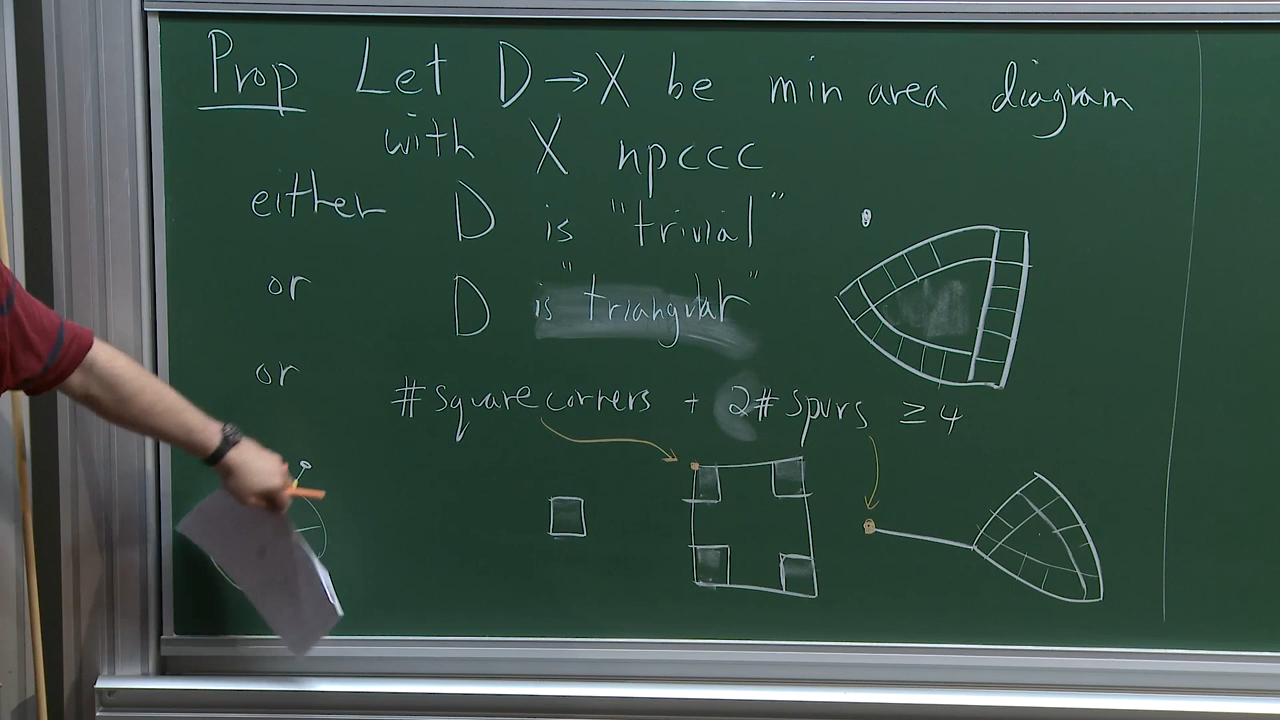 Prop Let D → X be min area diagram
with X npccc
either D is "trivial"
or D is "triangular"
or #square corners + 2# spurs ≥ 4